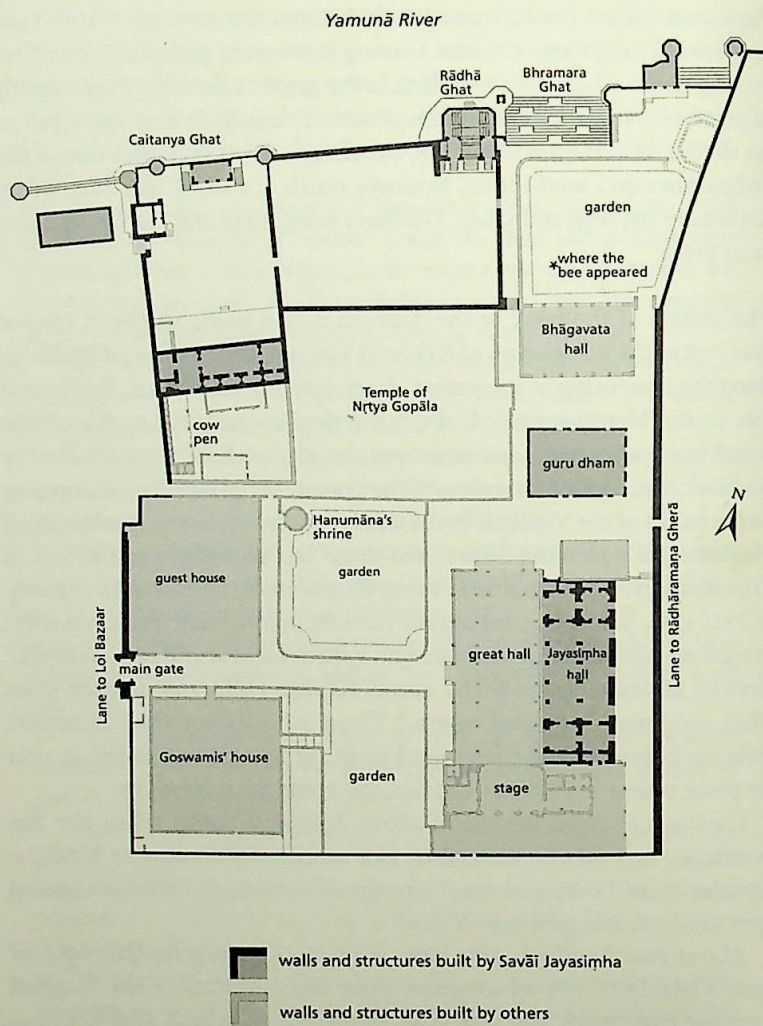 Yamunā River
Rādhā
Ghat
Bhramara
Ghat
Caitanya Ghat
garden
*where the
bee appeared
Bhāgavata
hall
Temple of
Nṛtya Gopāla
cow
pen
guru dham
N
Hanumāna's
shrine
guest house
garden
Lane to Loi Bazaar
main gate
great hall
Jayasiṃha
hall
Lane to Rādhāramaṇa Gherā
Goswamis' house
garden
stage
walls and structures built by Savāī Jayasiṃha
walls and structures built by others